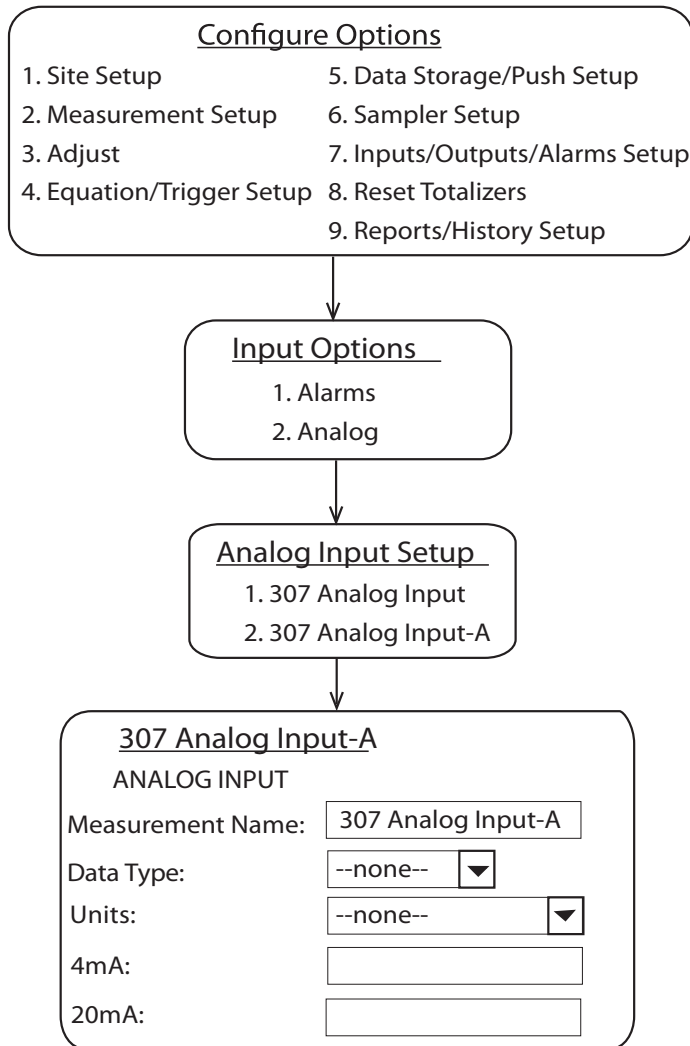 Configure Options
1. Site Setup
2. Measurement Setup
3. Adjust
4. Equation/Trigger Setup
5. Data Storage/Push Setup
6. Sampler Setup
7. Inputs/Outputs/Alarms Setup
8. Reset Totalizers
9. Reports/History Setup
Input Options
1. Alarms
2. Analog
Analog Input Setup
1. 307 Analog Input
2. 307 Analog Input-A
307 Analog Input-A
ANALOG INPUT
Measurement Name: 307 Analog Input-A
Data Type: --none--
Units: --none--
4mA:
20mA: